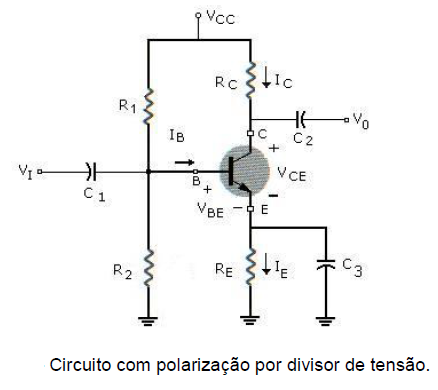 VCC
RC
IC
R1
IB
C
C2
V0
VI
C1
B
+
+
VCE
VBE
–
E
–
R2
RE
IE
C3
Circuito com polarização por divisor de tensão.